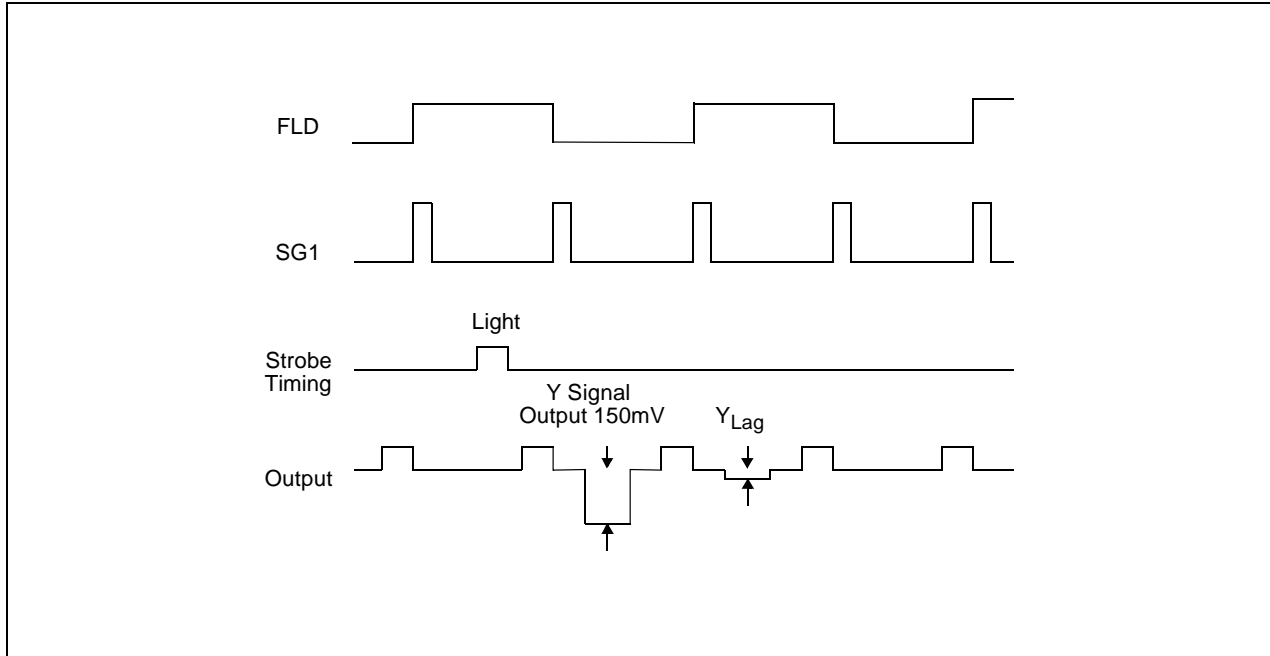 FLD
SG1
Light
Strobe
Timing
Y Signal
Output 150mV
YLag
Output